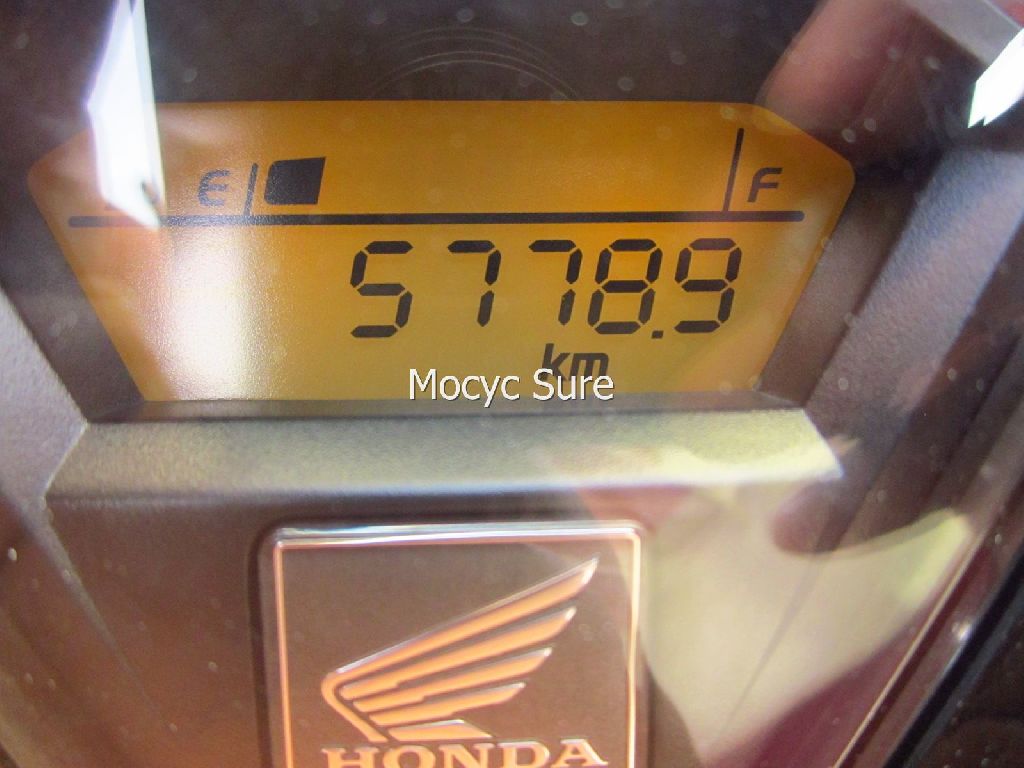 E F
5778.9
km
Mocyc Sure
HONDA